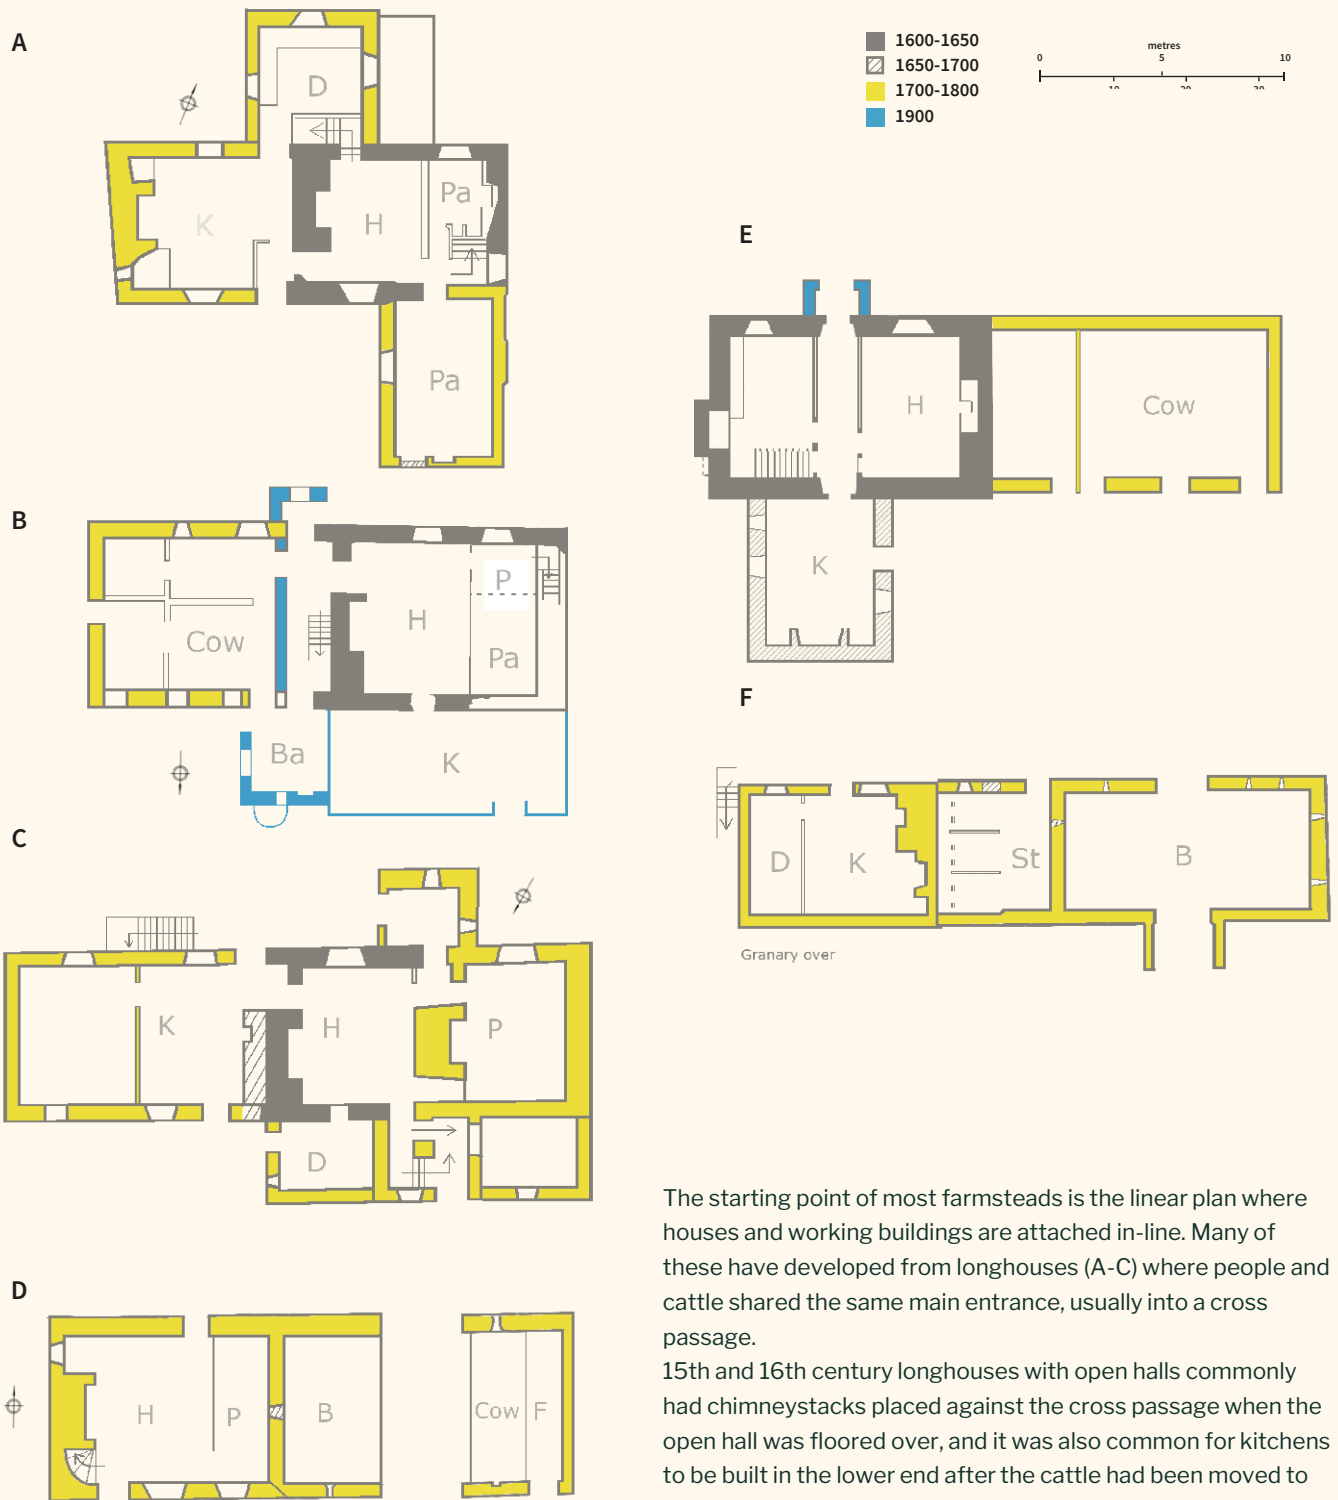 A
1600-1650
1650-1700
1700-1800
1900
metres
0 5 10
D
K
H
Pa
Pa
E
H
Cow
K
B
P
H
Cow
Pa
Ba
K
F
D
K
St
B
Granary over
C
K
H
P
D
D
H
P
B
Cow
F
The starting point of most farmsteads is the linear plan where
houses and working buildings are attached in-line. Many of
these have developed from longhouses (A-C) where people and
cattle shared the same main entrance, usually into a cross
passage.
15th and 16th century longhouses with open halls commonly
had chimneystacks placed against the cross passage when the
open hall was floored over, and it was also common for kitchens
to be built in the lower end after the cattle had been moved to